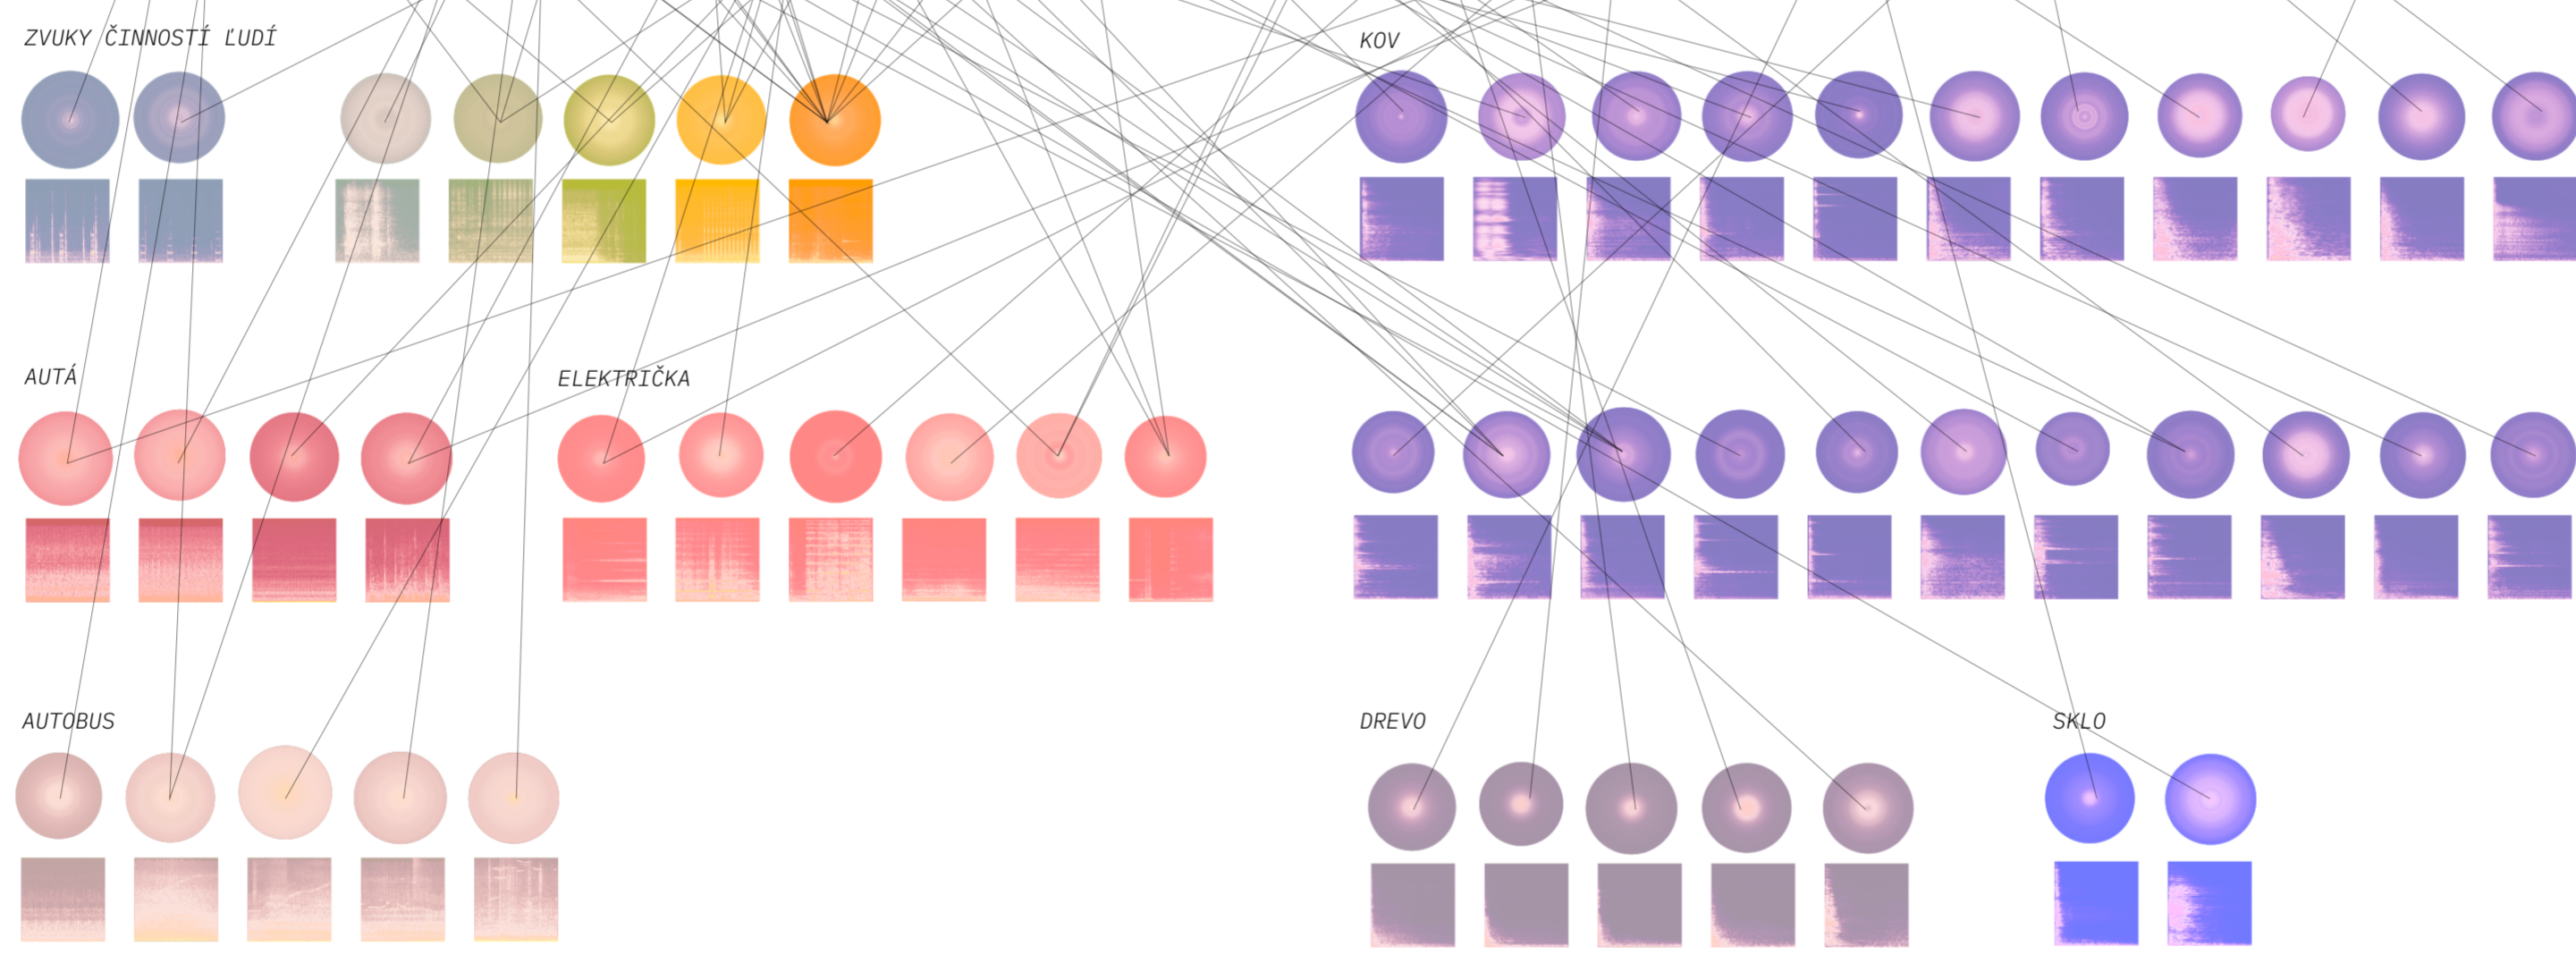 ZVUKY ČINNOSTÍ ĽUDÍ
KOV
AUTÁ
ELEKTRIČKA
AUTOBUS
DREVO
SKLO